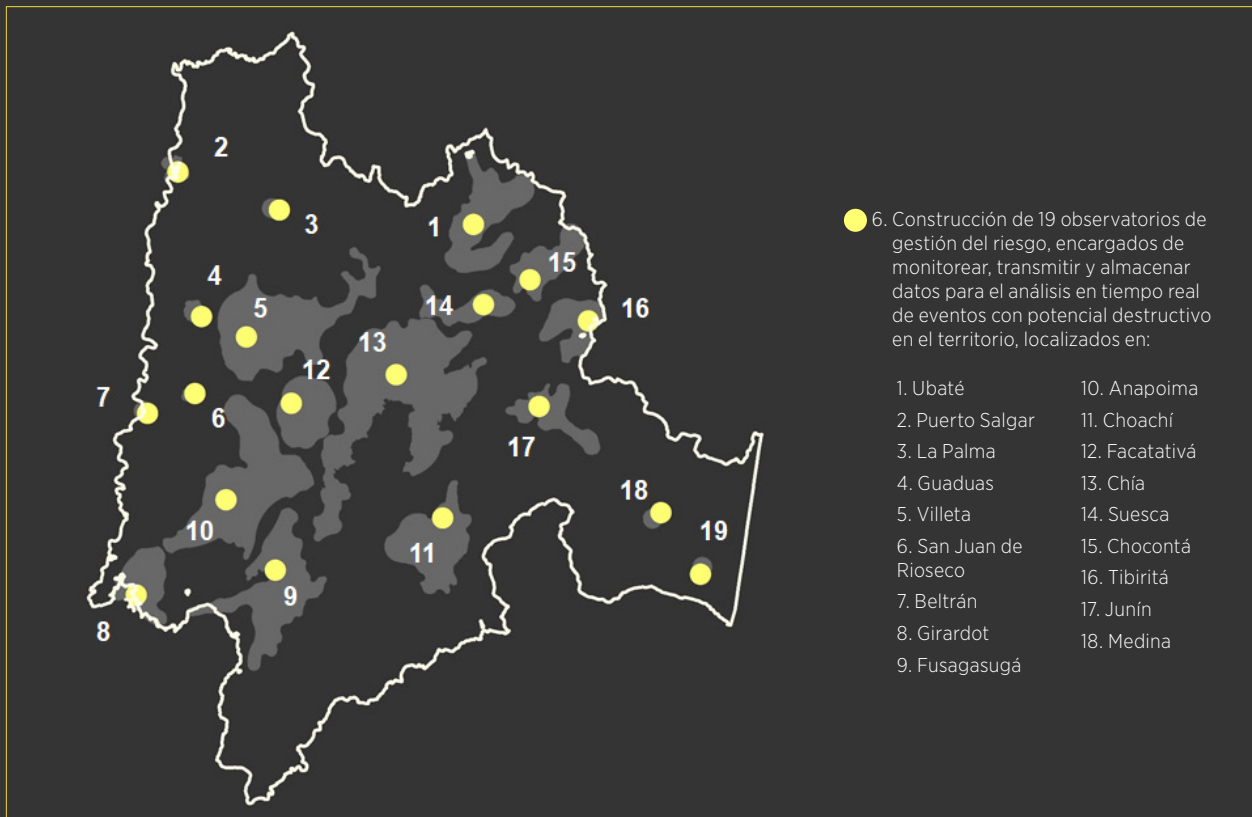 2
3
1
15
4
5
14
16
13
12
7
6
17
18
10
19
11
9
8
6. Construcción de 19 observatorios de
gestión del riesgo, encargados de
monitorear, transmitir y almacenar
datos para el análisis en tiempo real
de eventos con potencial destructivo
en el territorio, localizados en:
1. Ubaté
2. Puerto Salgar
3. La Palma
4. Guaduas
5. Villeta
6. San Juan de
Rioseco
7. Beltrán
8. Girardot
9. Fusagasugá
10. Anapoima
11. Choachí
12. Facatativá
13. Chía
14. Suesca
15. Chocontá
16. Tibiritá
17. Junín
18. Medina